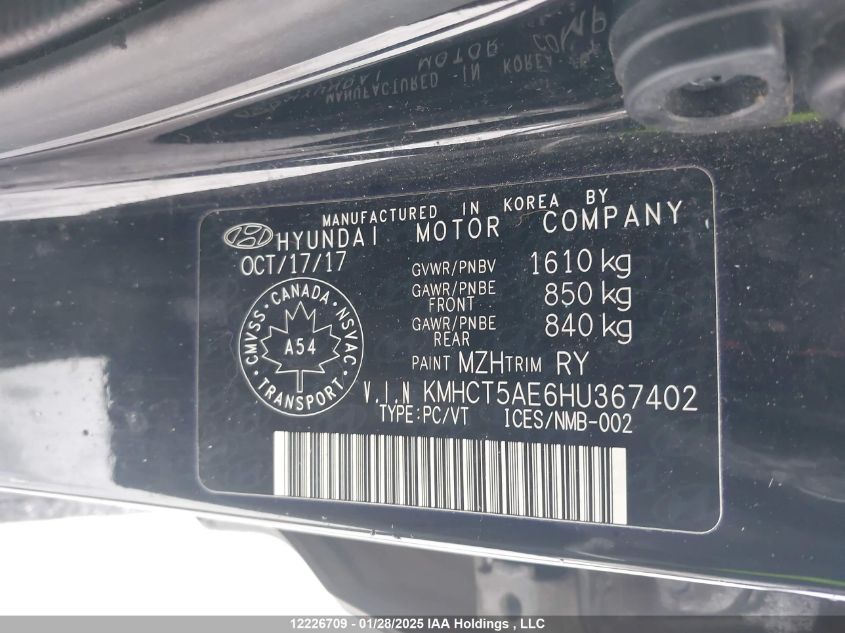 MANUFACTURED IN KOREA BY
HYUNDAI MOTOR COMPANY
OCT/17/17
GVWR/PNBV 1610 kg
GAWR/PNBE FRONT 850 kg
GAWR/PNBE REAR 840 kg
CANADA
CMVSS
NSVAC
A54
TRANSPORT
PAINT MZH TRIM RY
V.I.N KMHCT5AE6HU367402
TYPE:PC/VT ICES/NMB-002
12226709 - 01/28/2025 IAA Holdings , LLC